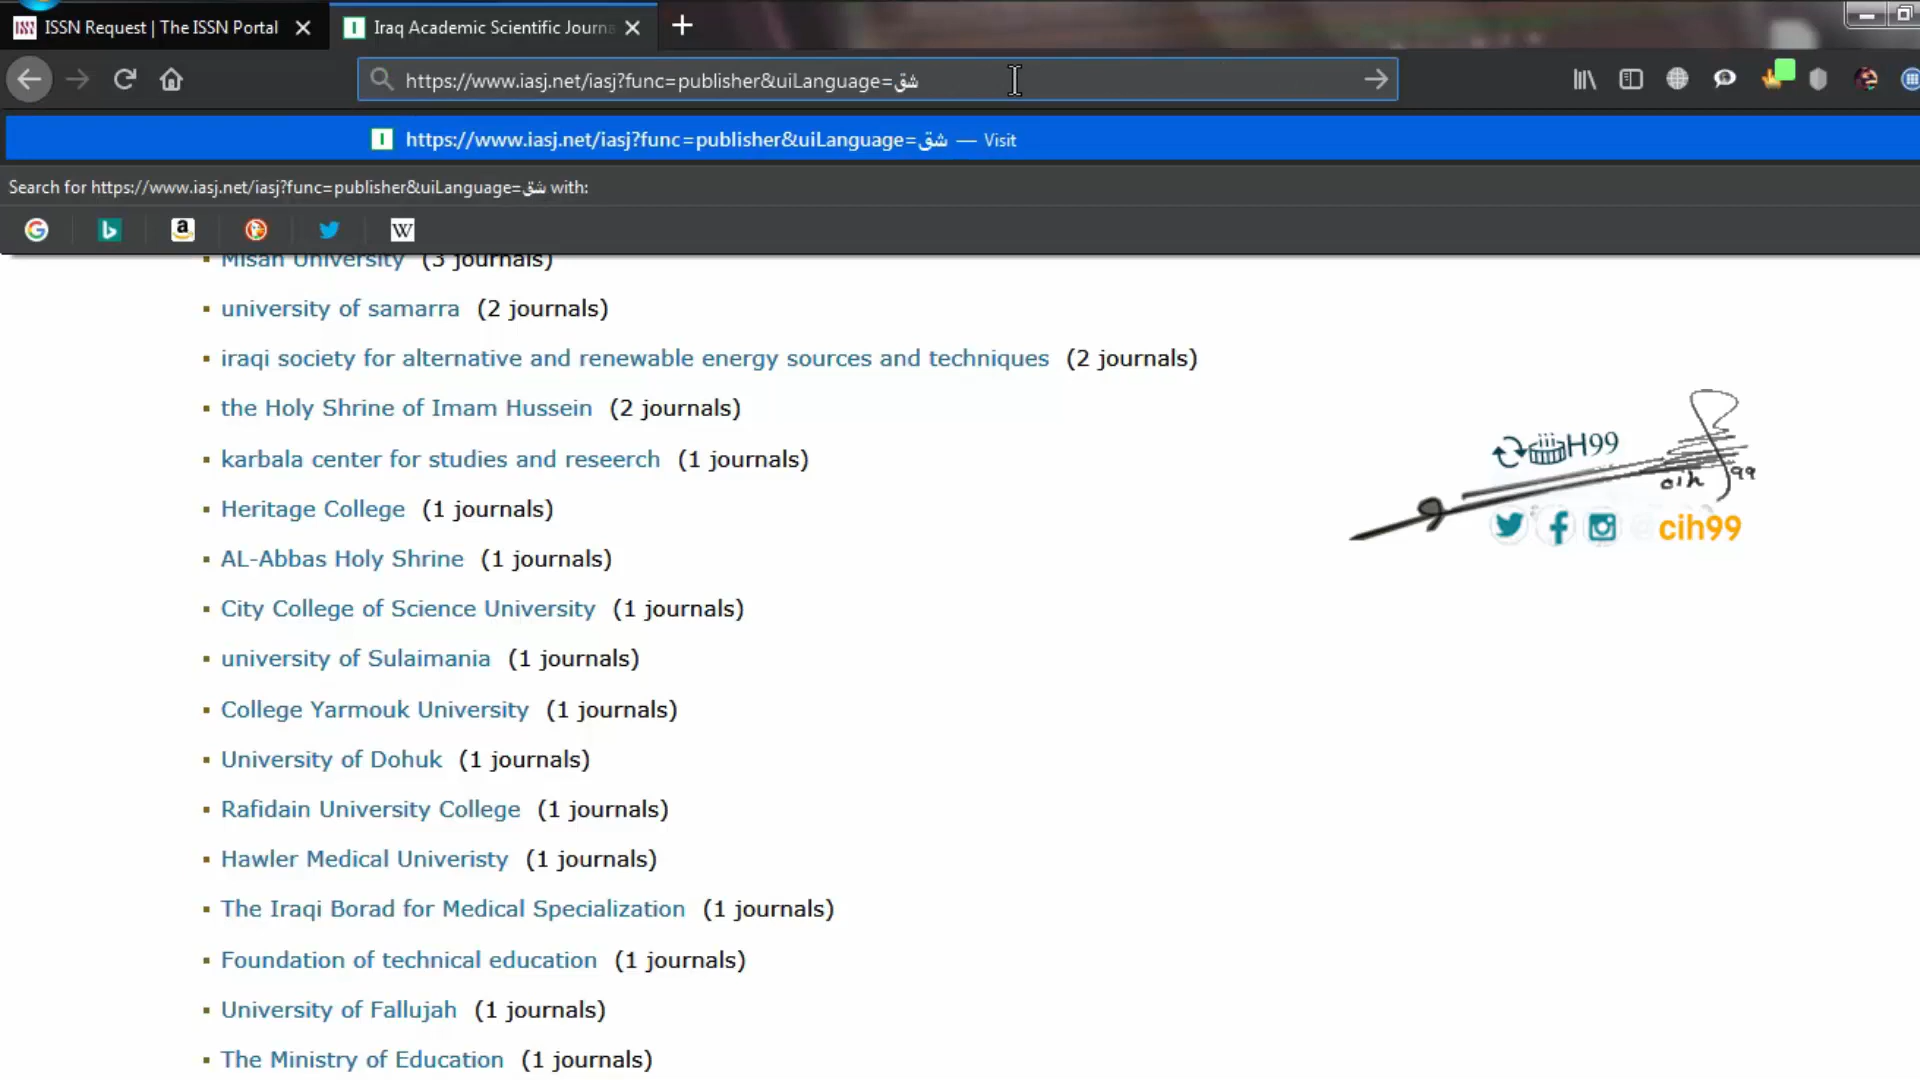 ISSN Request | The ISSN Portal
Iraq Academic Scientific Journa
https://www.iasj.net/iasj?func=publisher&uiLanguage=شق
https://www.iasj.net/iasj?func=publisher&uiLanguage=شق — Visit
Search for https://www.iasj.net/iasj?func=publisher&uiLanguage=شق with:
Misan University (3 journals)
university of samarra (2 journals)
iraqi society for alternative and renewable energy sources and techniques (2 journals)
the Holy Shrine of Imam Hussein (2 journals)
karbala center for studies and reseerch (1 journals)
Heritage College (1 journals)
AL-Abbas Holy Shrine (1 journals)
City College of Science University (1 journals)
university of Sulaimania (1 journals)
College Yarmouk University (1 journals)
University of Dohuk (1 journals)
Rafidain University College (1 journals)
Hawler Medical Univeristy (1 journals)
The Iraqi Borad for Medical Specialization (1 journals)
Foundation of technical education (1 journals)
University of Fallujah (1 journals)
The Ministry of Education (1 journals)
H99
cih 99
cih99